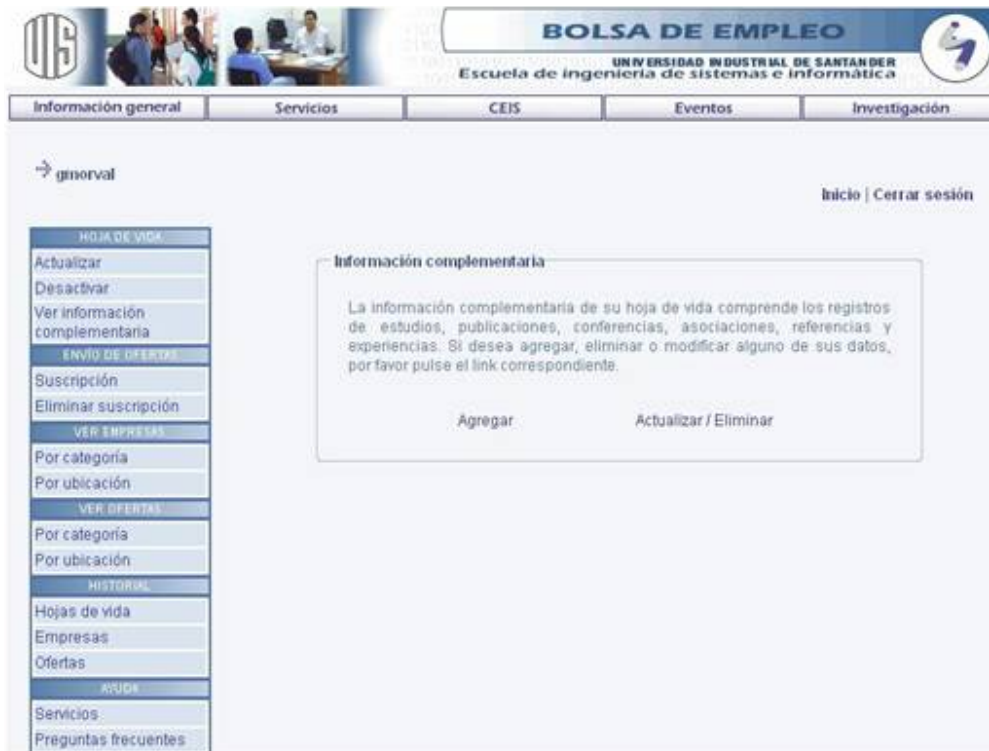 UIS
BOLSA DE EMPLEO
UNIVERSIDAD INDUSTRIAL DE SANTANDER
Escuela de ingeniería de sistemas e informática
Información general
Servicios
CEIS
Eventos
Investigación
gmorval
Inicio | Cerrar sesión
HOJA DE VIDA
Actualizar
Desactivar
Ver información
complementaria
ENVÍO DE OFERTAS
Suscripción
Eliminar suscripción
VER EMPRESAS
Por categoría
Por ubicación
VER OFERTAS
Por categoría
Por ubicación
HISTORIAL
Hojas de vida
Empresas
Ofertas
AYUDA
Servicios
Preguntas frecuentes
Información complementaria
La información complementaria de su hoja de vida comprende los registros
de estudios, publicaciones, conferencias, asociaciones, referencias y
experiencias. Si desea agregar, eliminar o modificar alguno de sus datos,
por favor pulse el link correspondiente.
Agregar
Actualizar / Eliminar